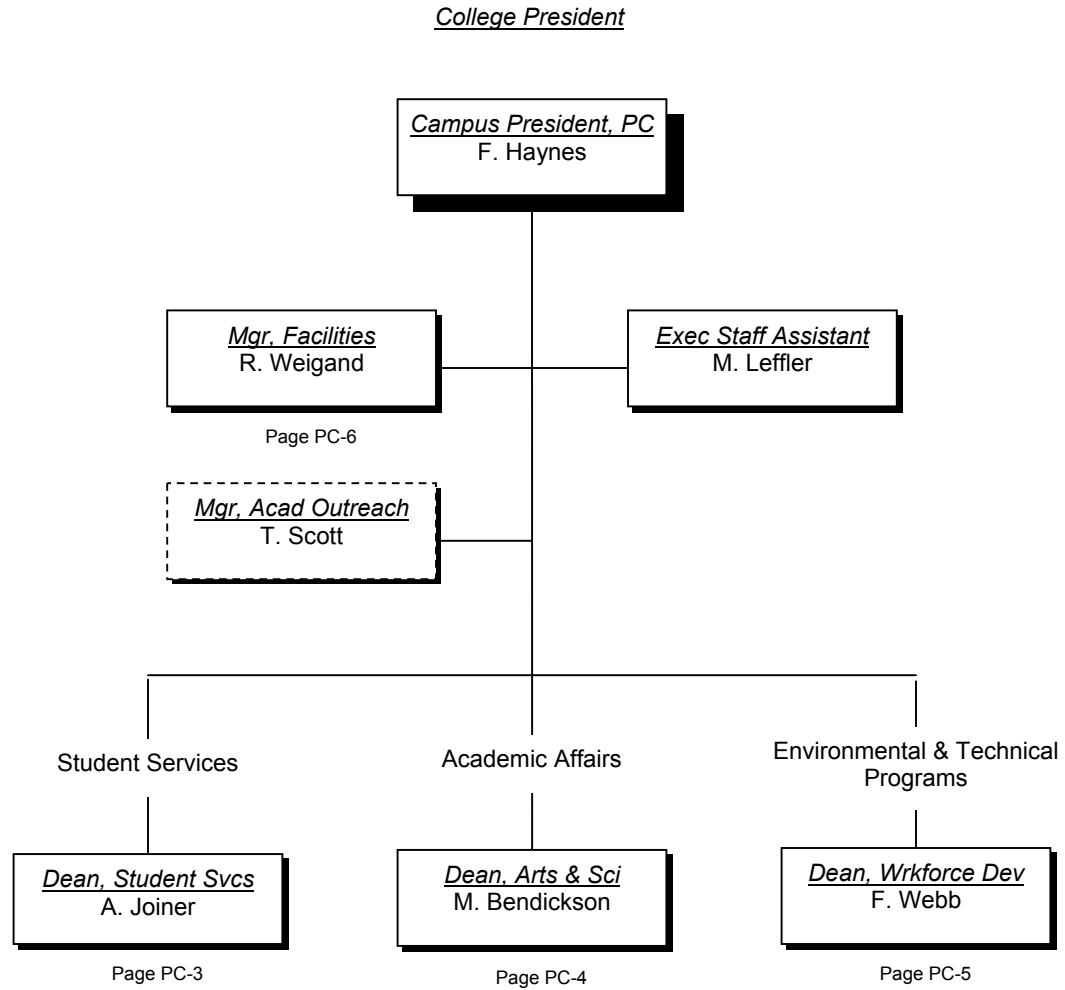 College President
Campus President, PC
F. Haynes
Mgr, Facilities
R. Weigand
Exec Staff Assistant
M. Leffler
Page PC-6
Mgr, Acad Outreach
T. Scott
Student Services
Academic Affairs
Environmental & Technical
Programs
Dean, Student Svcs
A. Joiner
Dean, Arts & Sci
M. Bendickson
Dean, Wrkforce Dev
F. Webb
Page PC-3
Page PC-4
Page PC-5